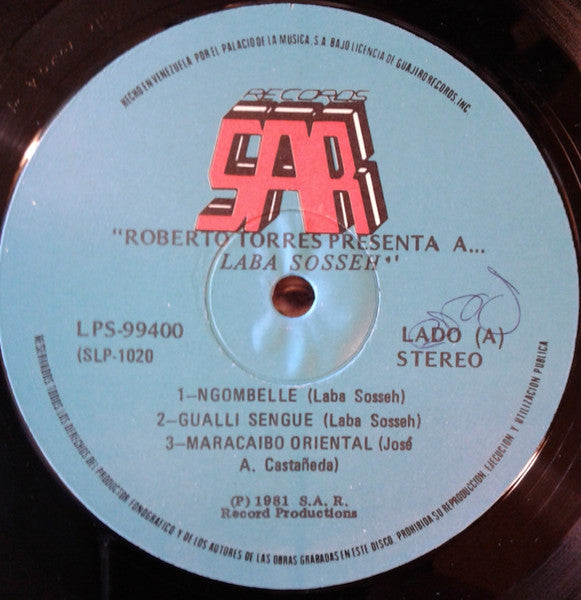 HECHO EN VENEZUELA POR EL PALACIO DE LA MUSICA, S.A. BAJO LICENCIA DE GUAJIRO RECORDS, INC.
RECORDS
SAR
"ROBERTO TORRES PRESENTA A...
LABA SOSSEH"
LPS-99400
(SLP-1020
LADO (A)
STEREO
1—NGOMBELLE (Laba Sosseh)
2—GUALLI SENGUE (Laba Sosseh)
3—MARACAIBO ORIENTAL (José
A. Castañeda)
(P) 1981 S.A.R.
Record Productions
RESERVADOS TODOS LOS DERECHOS DEL PRODUCTOR FONOGRAFICO Y DE LOS AUTORES DE LAS OBRAS GRABADAS EN ESTE DISCO. PROHIBIDA SU REPRODUCCION, EJECUCION Y UTILIZACION PUBLICA